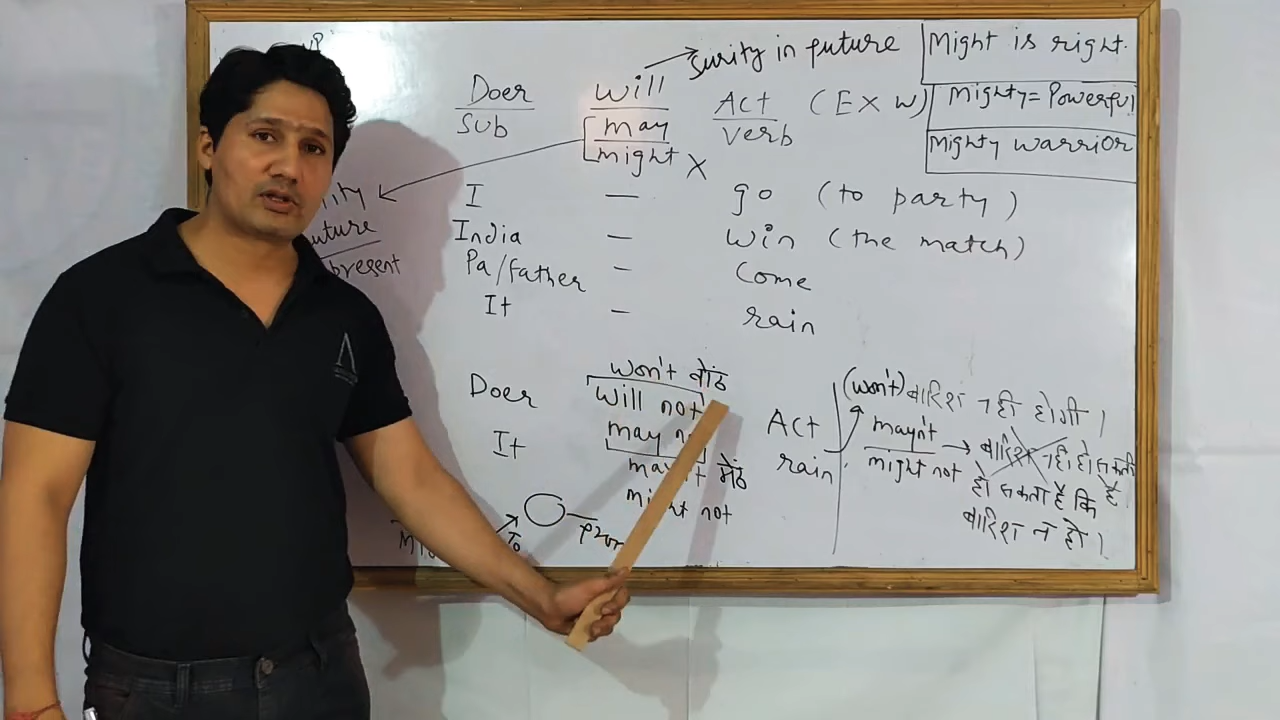 surity in future
Might is right.
Doer will Act (EX W)
Mighty = Powerful
Sub may verb
might X
Mighty warrior
I — go (to party)
future
India — win (the match)
present
Pa/father — Come
It — rain
won't वोंठ
Doer will not Act
(won't) बारिश नही होगी ।
may
mayn't
It rain
might not → बारिश नही हो सकती है
मेंठ
might not
हो सकता है कि
बारिश न हो ।
To